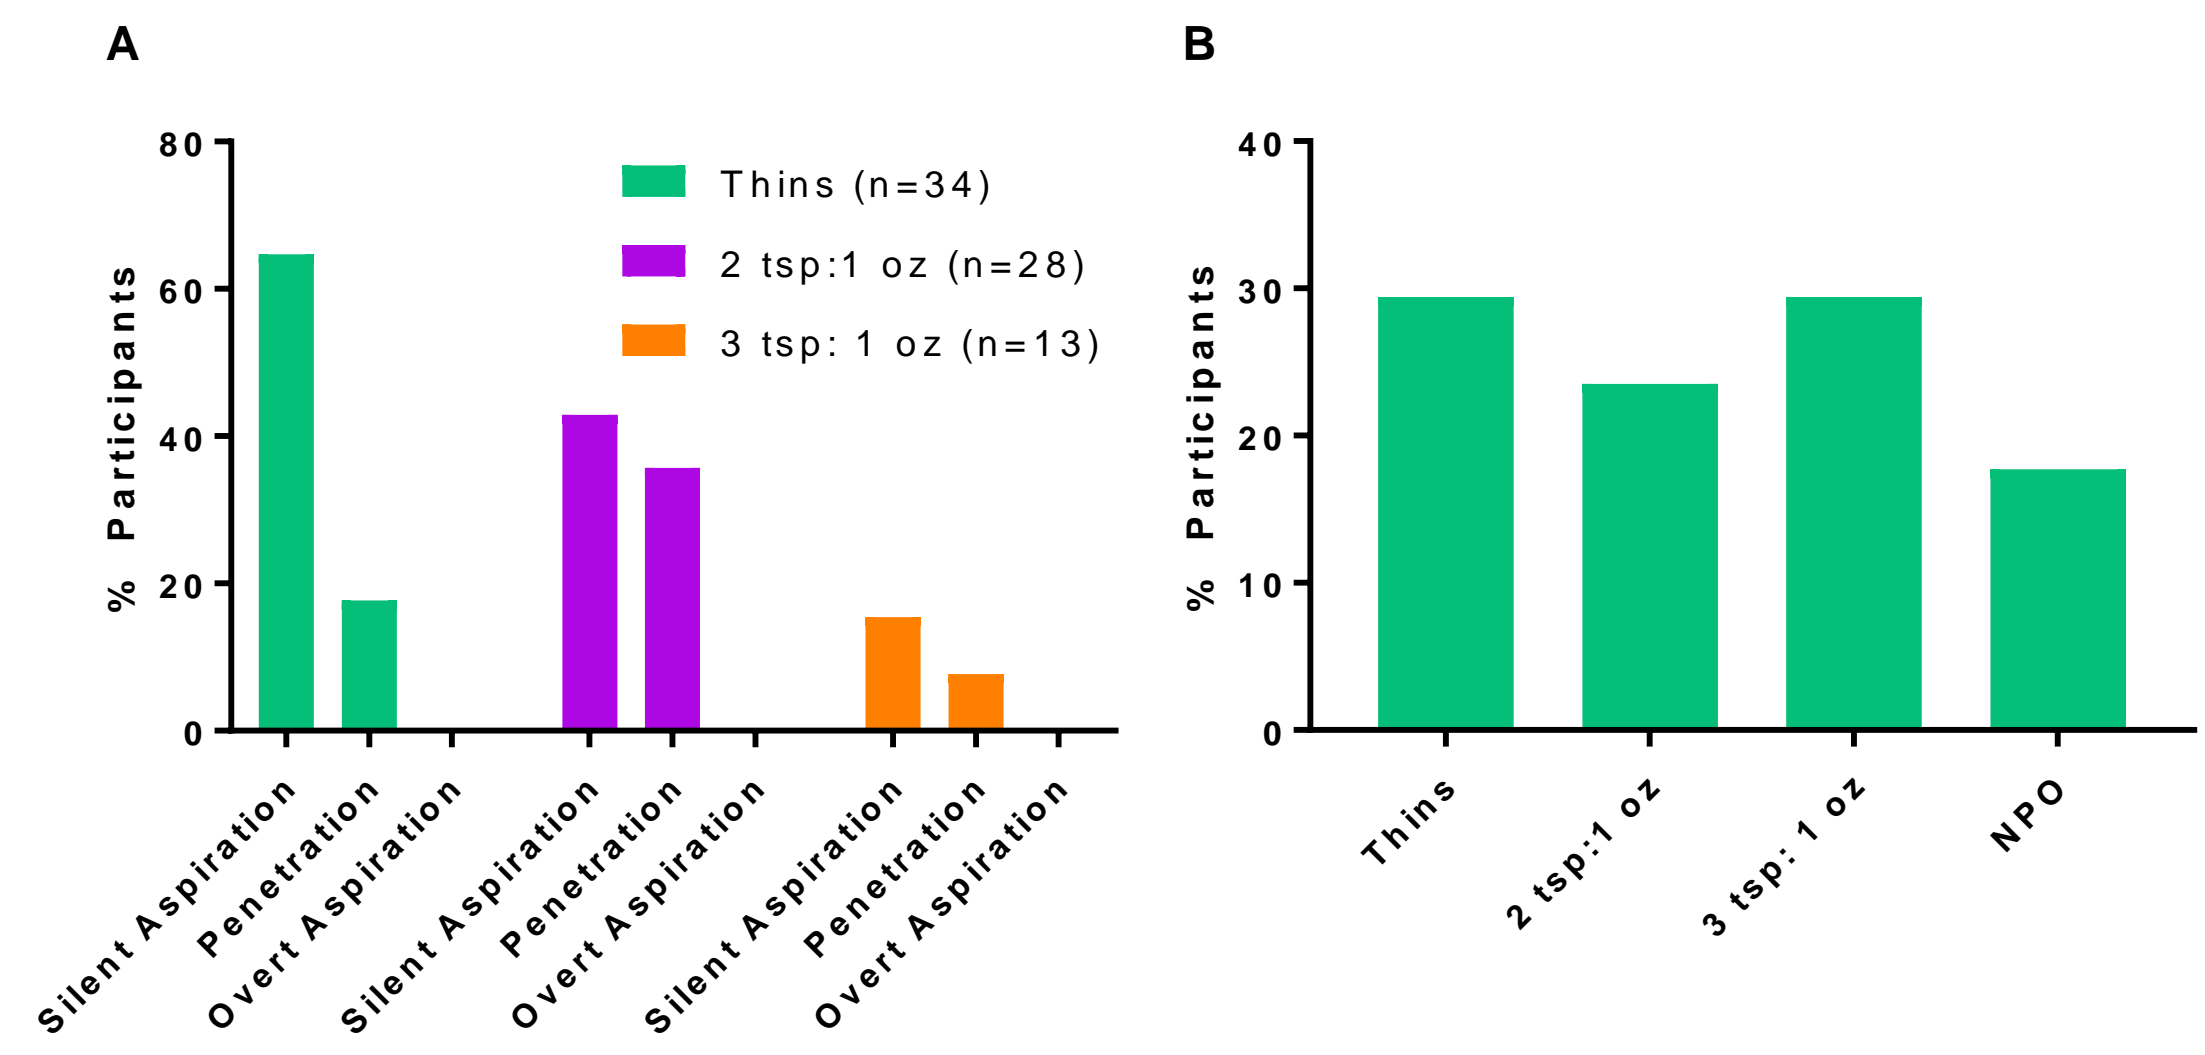 A
B
80
60
40
20
0
% Participants
Thins (n=34)
2 tsp:1 oz (n=28)
3 tsp: 1 oz (n=13)
Silent Aspiration
Penetration
Overt Aspiration
Silent Aspiration
Penetration
Overt Aspiration
Silent Aspiration
Penetration
Overt Aspiration
40
30
20
10
0
% Participants
Thins
2 tsp:1 oz
3 tsp: 1 oz
NPO